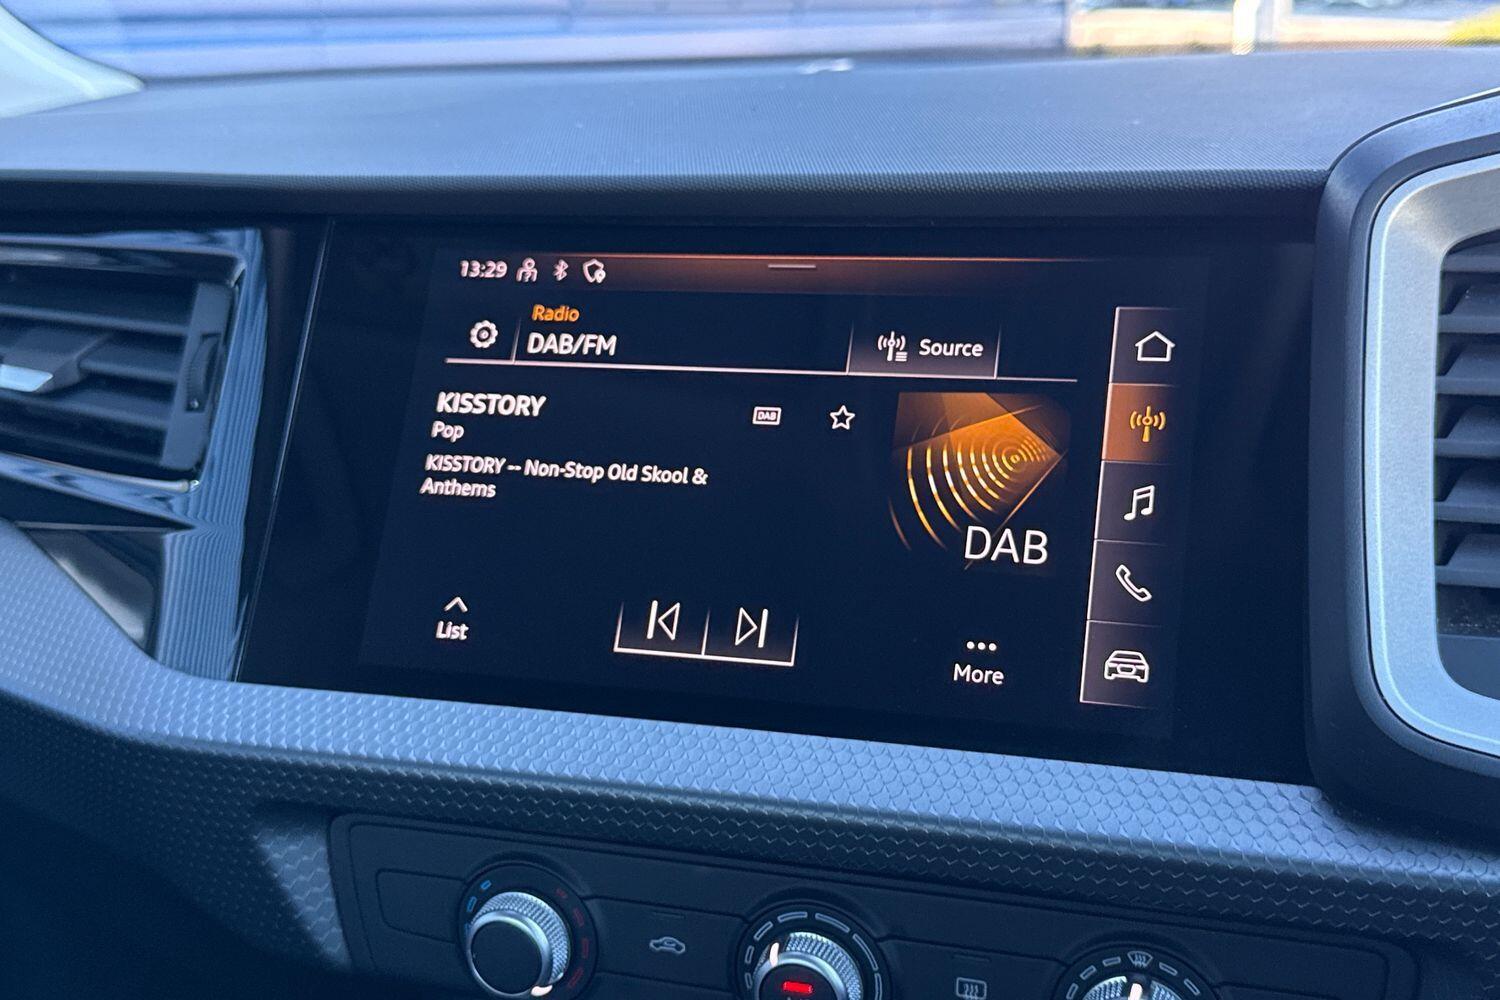 13:29
Radio
DAB/FM
Source
KISSTORY
DAB
Pop
KISSTORY -- Non-Stop Old Skool &
Anthems
DAB
List
More